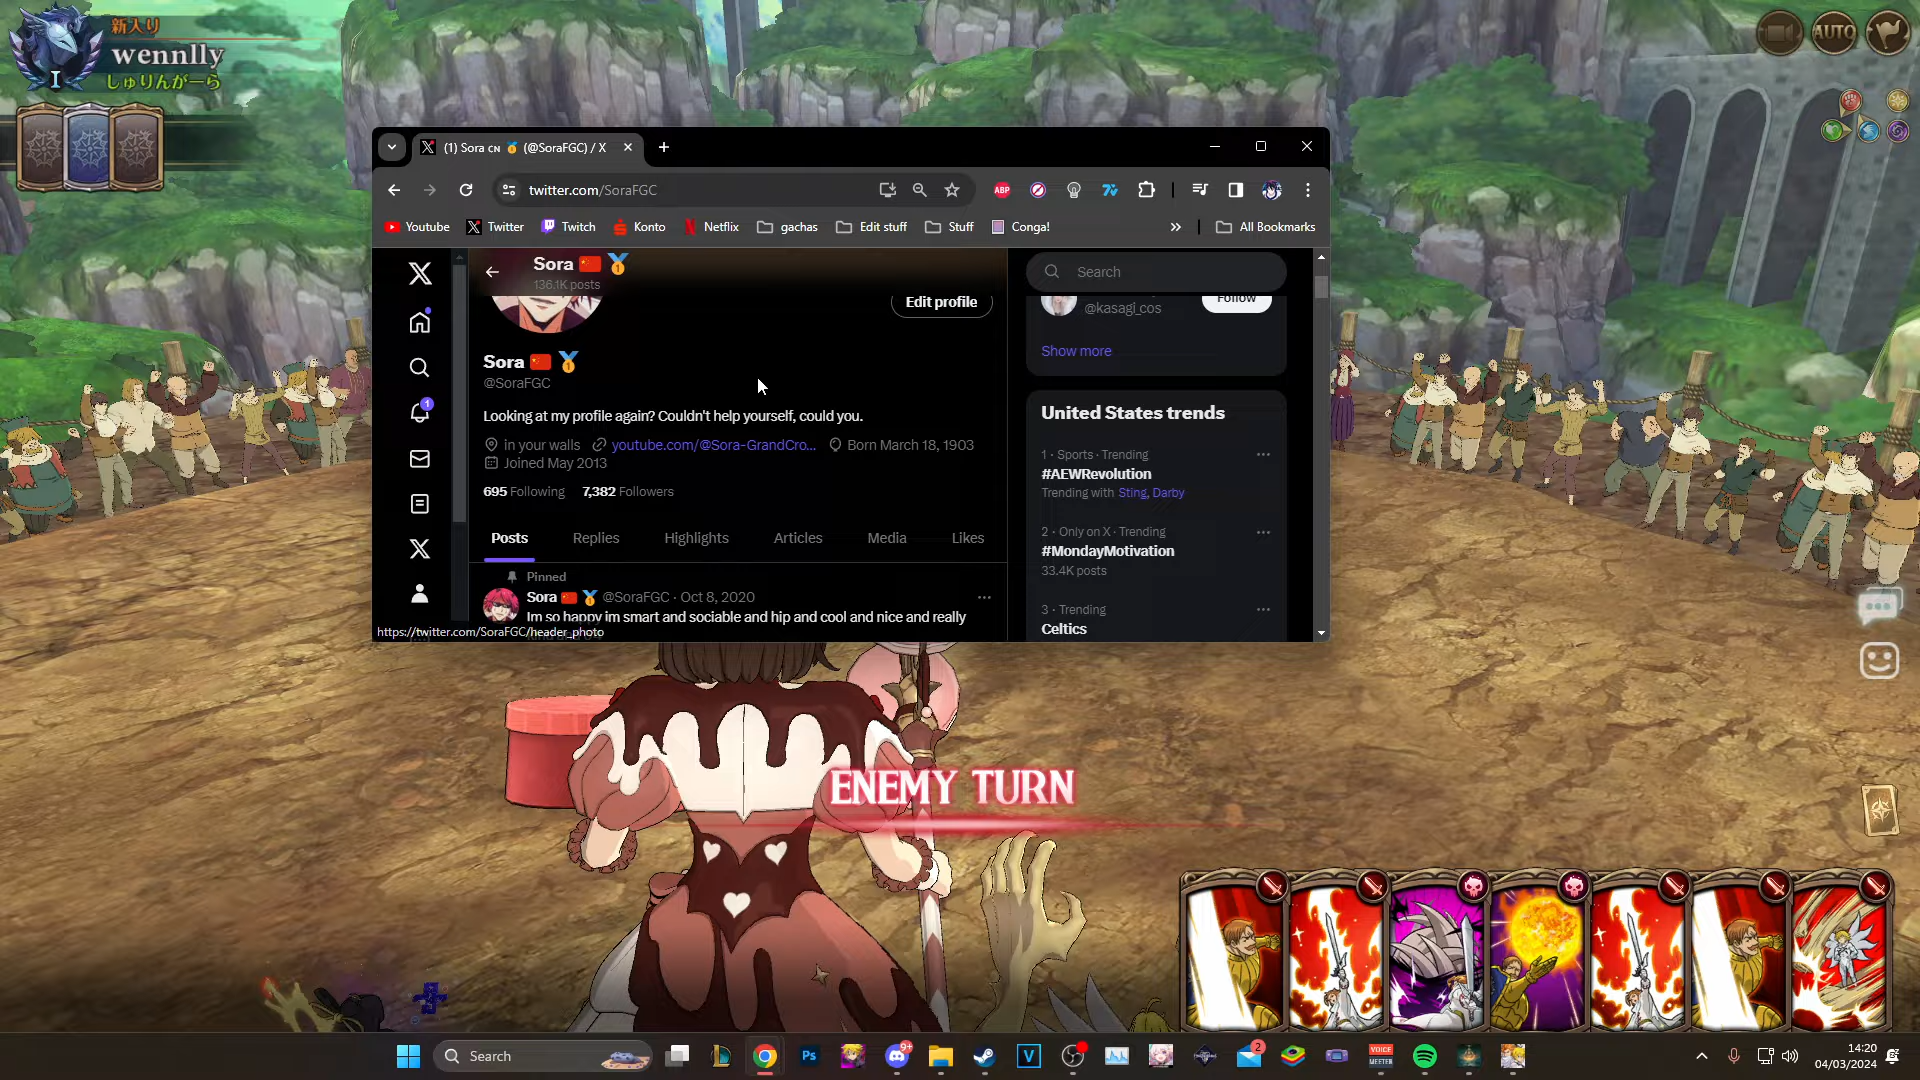 新入り
wennlly
しゅりんがーら
I
AUTO
(1) Sora CN 🥇 (@SoraFGC) / X
twitter.com/SoraFGC
ABP
Youtube
Twitter
Twitch
Konto
Netflix
gachas
Edit stuff
Stuff
Conga!
»
All Bookmarks
Sora 🇨🇳 🥇
136.1K posts
Search
Edit profile
@kasagi_cos
Follow
Show more
Sora 🇨🇳 🥇
@SoraFGC
Looking at my profile again? Couldn't help yourself, could you.
in your walls youtube.com/@Sora-GrandCro... Born March 18, 1903
Joined May 2013
695 Following 7,382 Followers
Posts Replies Highlights Articles Media Likes
United States trends
1 · Sports · Trending
#AEWRevolution
Trending with Sting, Darby
2 · Only on X · Trending
#MondayMotivation
33.4K posts
3 · Trending
Celtics
1
Pinned
Sora 🇨🇳 🥇 @SoraFGC · Oct 8, 2020
Im so happy im smart and sociable and hip and cool and nice and really
https://twitter.com/SoraFGC/header_photo
ENEMY TURN
Search
Ps
9+
V
2
VOICE
MEETER
14:20
04/03/2024